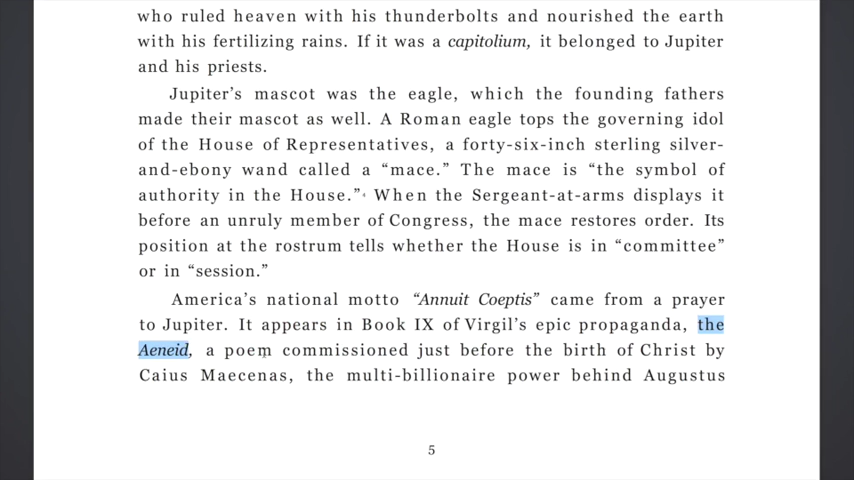 who ruled heaven with his thunderbolts and nourished the earth
with his fertilizing rains. If it was a capitolium, it belonged to Jupiter
and his priests.
Jupiter’s mascot was the eagle, which the founding fathers
made their mascot as well. A Roman eagle tops the governing idol
of the House of Representatives, a forty-six-inch sterling silver-
and-ebony wand called a “mace.” The mace is “the symbol of
authority in the House.” When the Sergeant-at-arms displays it
before an unruly member of Congress, the mace restores order. Its
position at the rostrum tells whether the House is in “committee”
or in “session.”
America’s national motto “Annuit Coeptis” came from a prayer
to Jupiter. It appears in Book IX of Virgil’s epic propaganda, the
Aeneid, a poem commissioned just before the birth of Christ by
Caius Maecenas, the multi-billionaire power behind Augustus
5